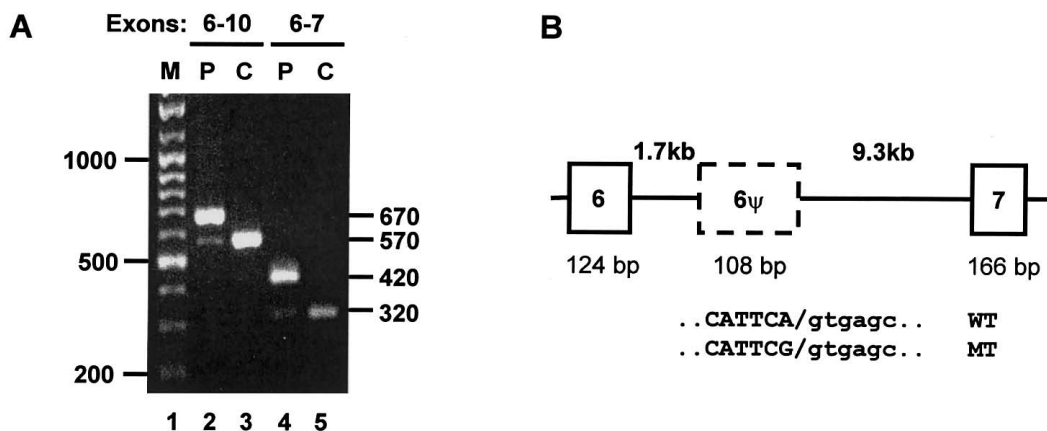 A
Exons: 6-10 6-7
M P C P C
1000
500
200
670
570
420
320
1 2 3 4 5
B
1.7kb 9.3kb
6 6ψ 7
124 bp 108 bp 166 bp
..CATTCA/gtgagc.. WT
..CATTCG/gtgagc.. MT